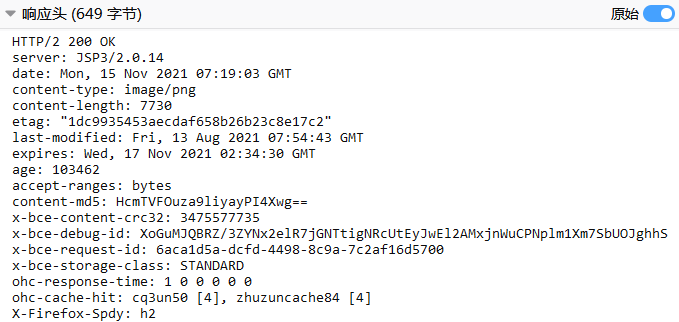 响应头 (649 字节)
原始
HTTP/2 200 OK
server: JSP3/2.0.14
date: Mon, 15 Nov 2021 07:19:03 GMT
content-type: image/png
content-length: 7730
etag: "1dc9935453aecdaf658b26b23c8e17c2"
last-modified: Fri, 13 Aug 2021 07:54:43 GMT
expires: Wed, 17 Nov 2021 02:34:30 GMT
age: 103462
accept-ranges: bytes
content-md5: HcmTVFOuza9liyayPI4Xwg==
x-bce-content-crc32: 3475577735
x-bce-debug-id: XoGuMJQBRZ/3ZYNx2elR7jGNTtigNRcUtEyJwEl2AMxjnWuCPNplm1Xm7SbUOJghhS
x-bce-request-id: 6aca1d5a-dcfd-4498-8c9a-7c2af16d5700
x-bce-storage-class: STANDARD
ohc-response-time: 1 0 0 0 0 0
ohc-cache-hit: cq3un50 [4], zhuzuncache84 [4]
X-Firefox-Spdy: h2